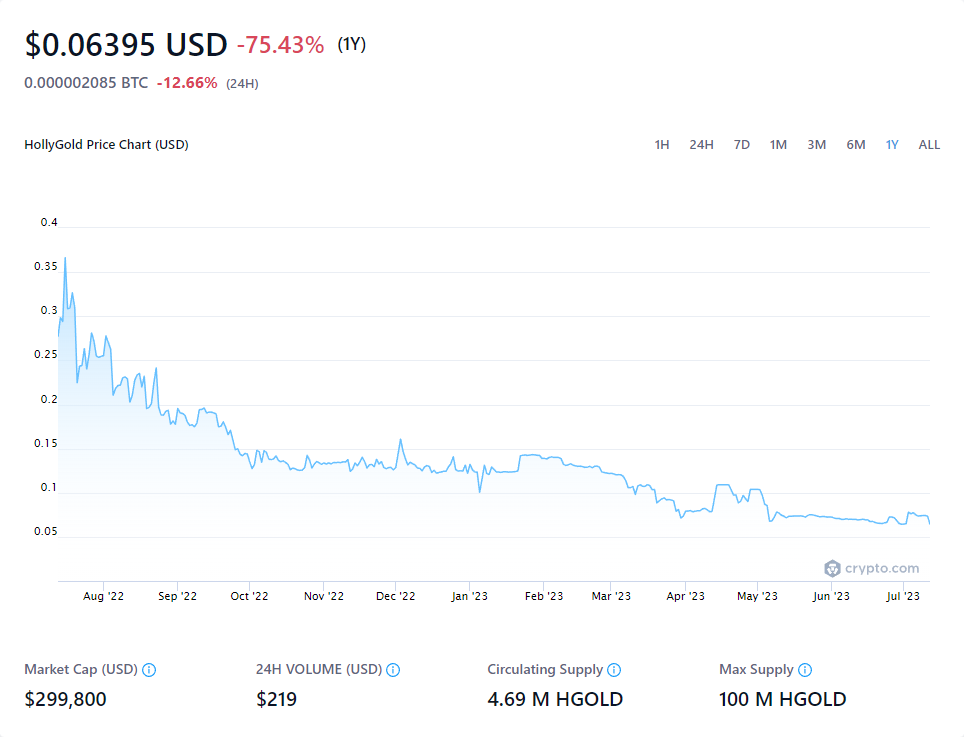 $0.06395 USD -75.43% (1Y)
0.000002085 BTC -12.66% (24H)
HollyGold Price Chart (USD) 1H 24H 7D 1M 3M 6M 1Y ALL
0.4
0.35
0.3
0.25
0.2
0.15
0.1
0.05
crypto.com
Aug '22 Sep '22 Oct '22 Nov '22 Dec '22 Jan '23 Feb '23 Mar '23 Apr '23 May '23 Jun '23 Jul '23
Market Cap (USD) 24H VOLUME (USD) Circulating Supply Max Supply
$299,800 $219 4.69 M HGOLD 100 M HGOLD